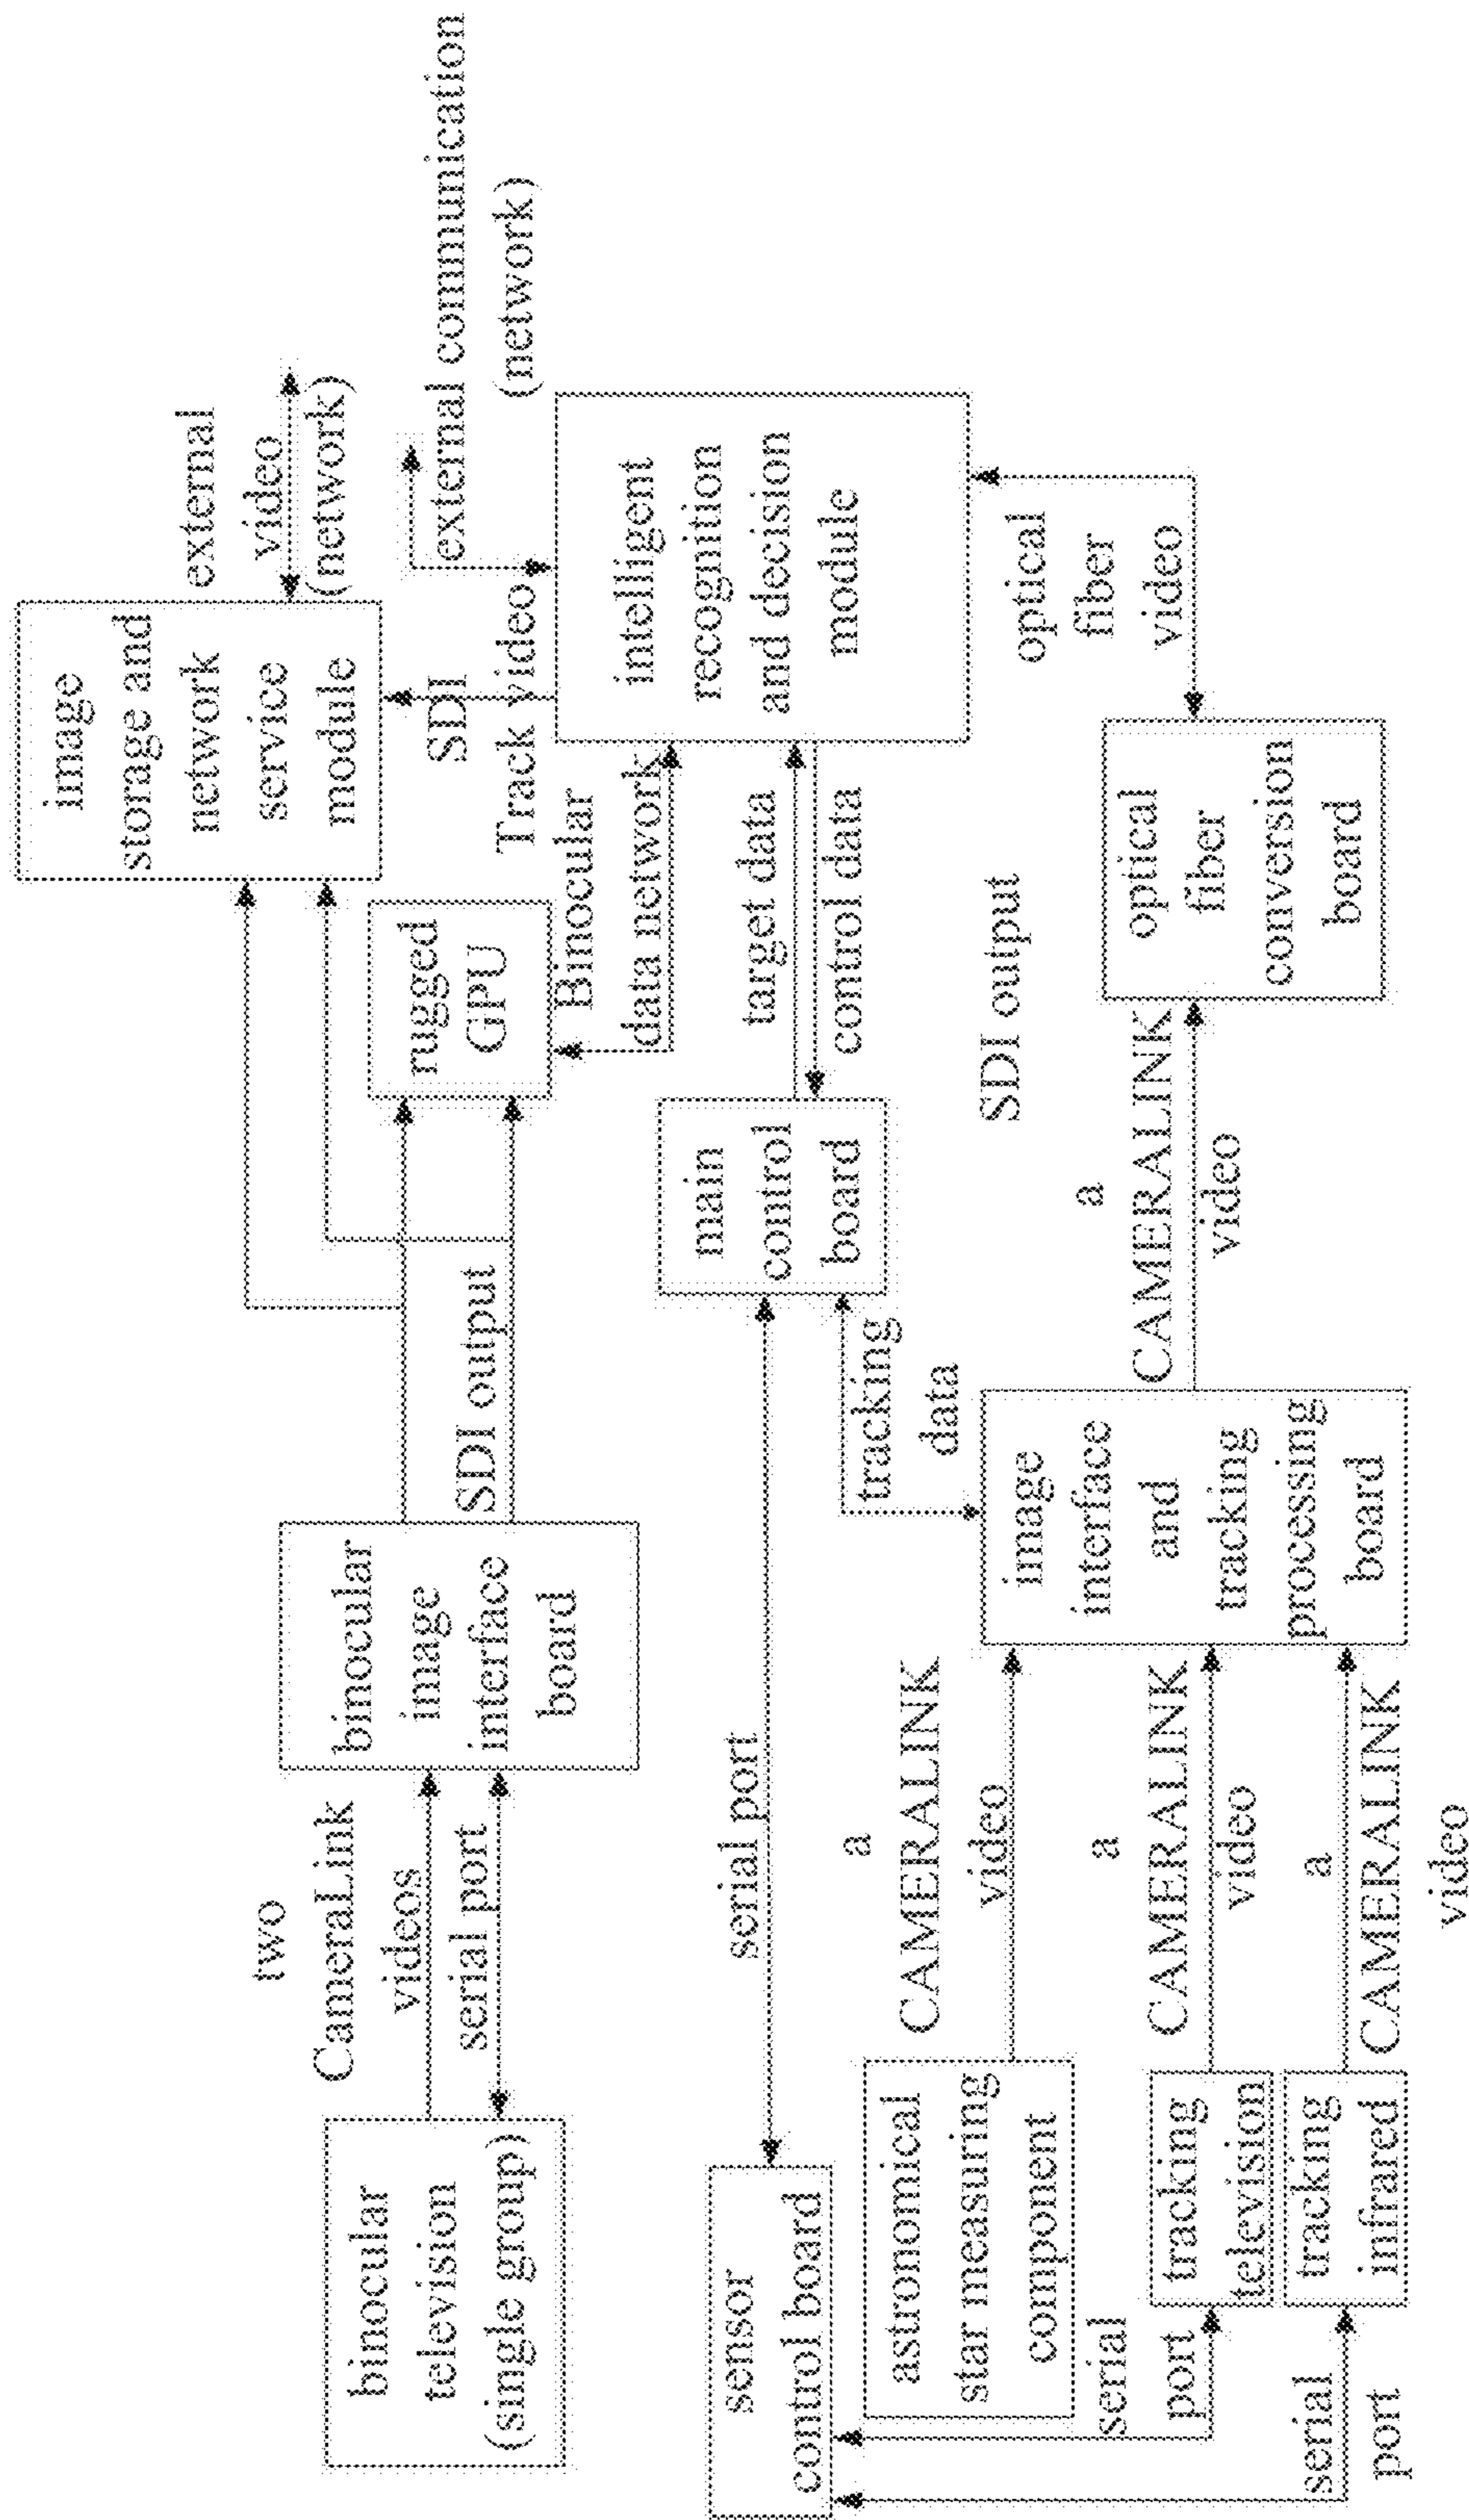 binocular
television
(single group)
two
CameraLink
videos
serial port
binocular
image
interface
board
SDI output
rugged
GPU
image
storage and
network
service
module
external
video
(network)
external communication
(network)
SDI
Track video
Binocular
data network
intelligent
recognition
and decision
module
target data
control data
main
control
board
serial port
sensor
control board
tracking
data
astronomical
star measuring
component
a
CAMERALINK
video
tracking
television
a
CAMERALINK
video
tracking
infrared
a
CAMERALINK
video
serial
port
serial
port
image
interface
and
tracking
processing
board
a
CAMERALINK
video
SDI output
optical
fiber
conversion
board
optical
fiber
video